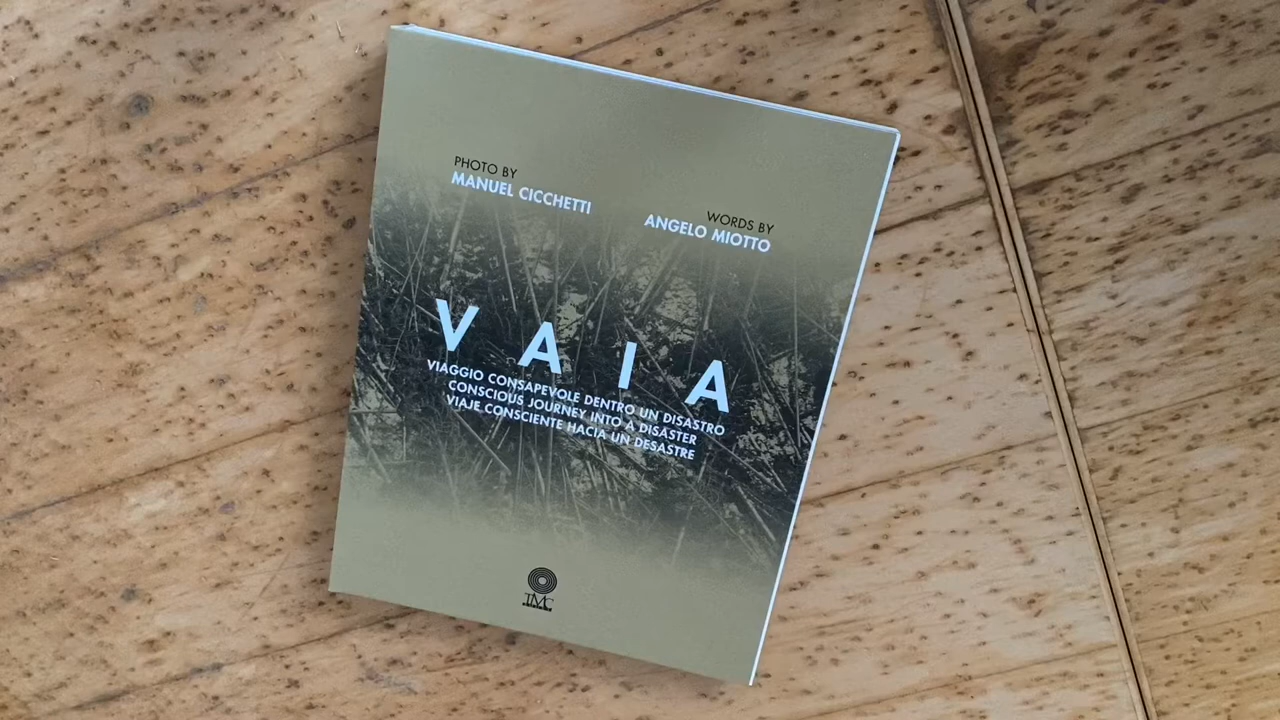 PHOTO BY
MANUEL CICCHETTI
WORDS BY
ANGELO MIOTTO
VAIA
VIAGGIO CONSAPEVOLE DENTRO UN DISASTRO
CONSCIOUS JOURNEY INTO A DISASTER
VIAJE CONSCIENTE HACIA UN DESASTRE
TMC